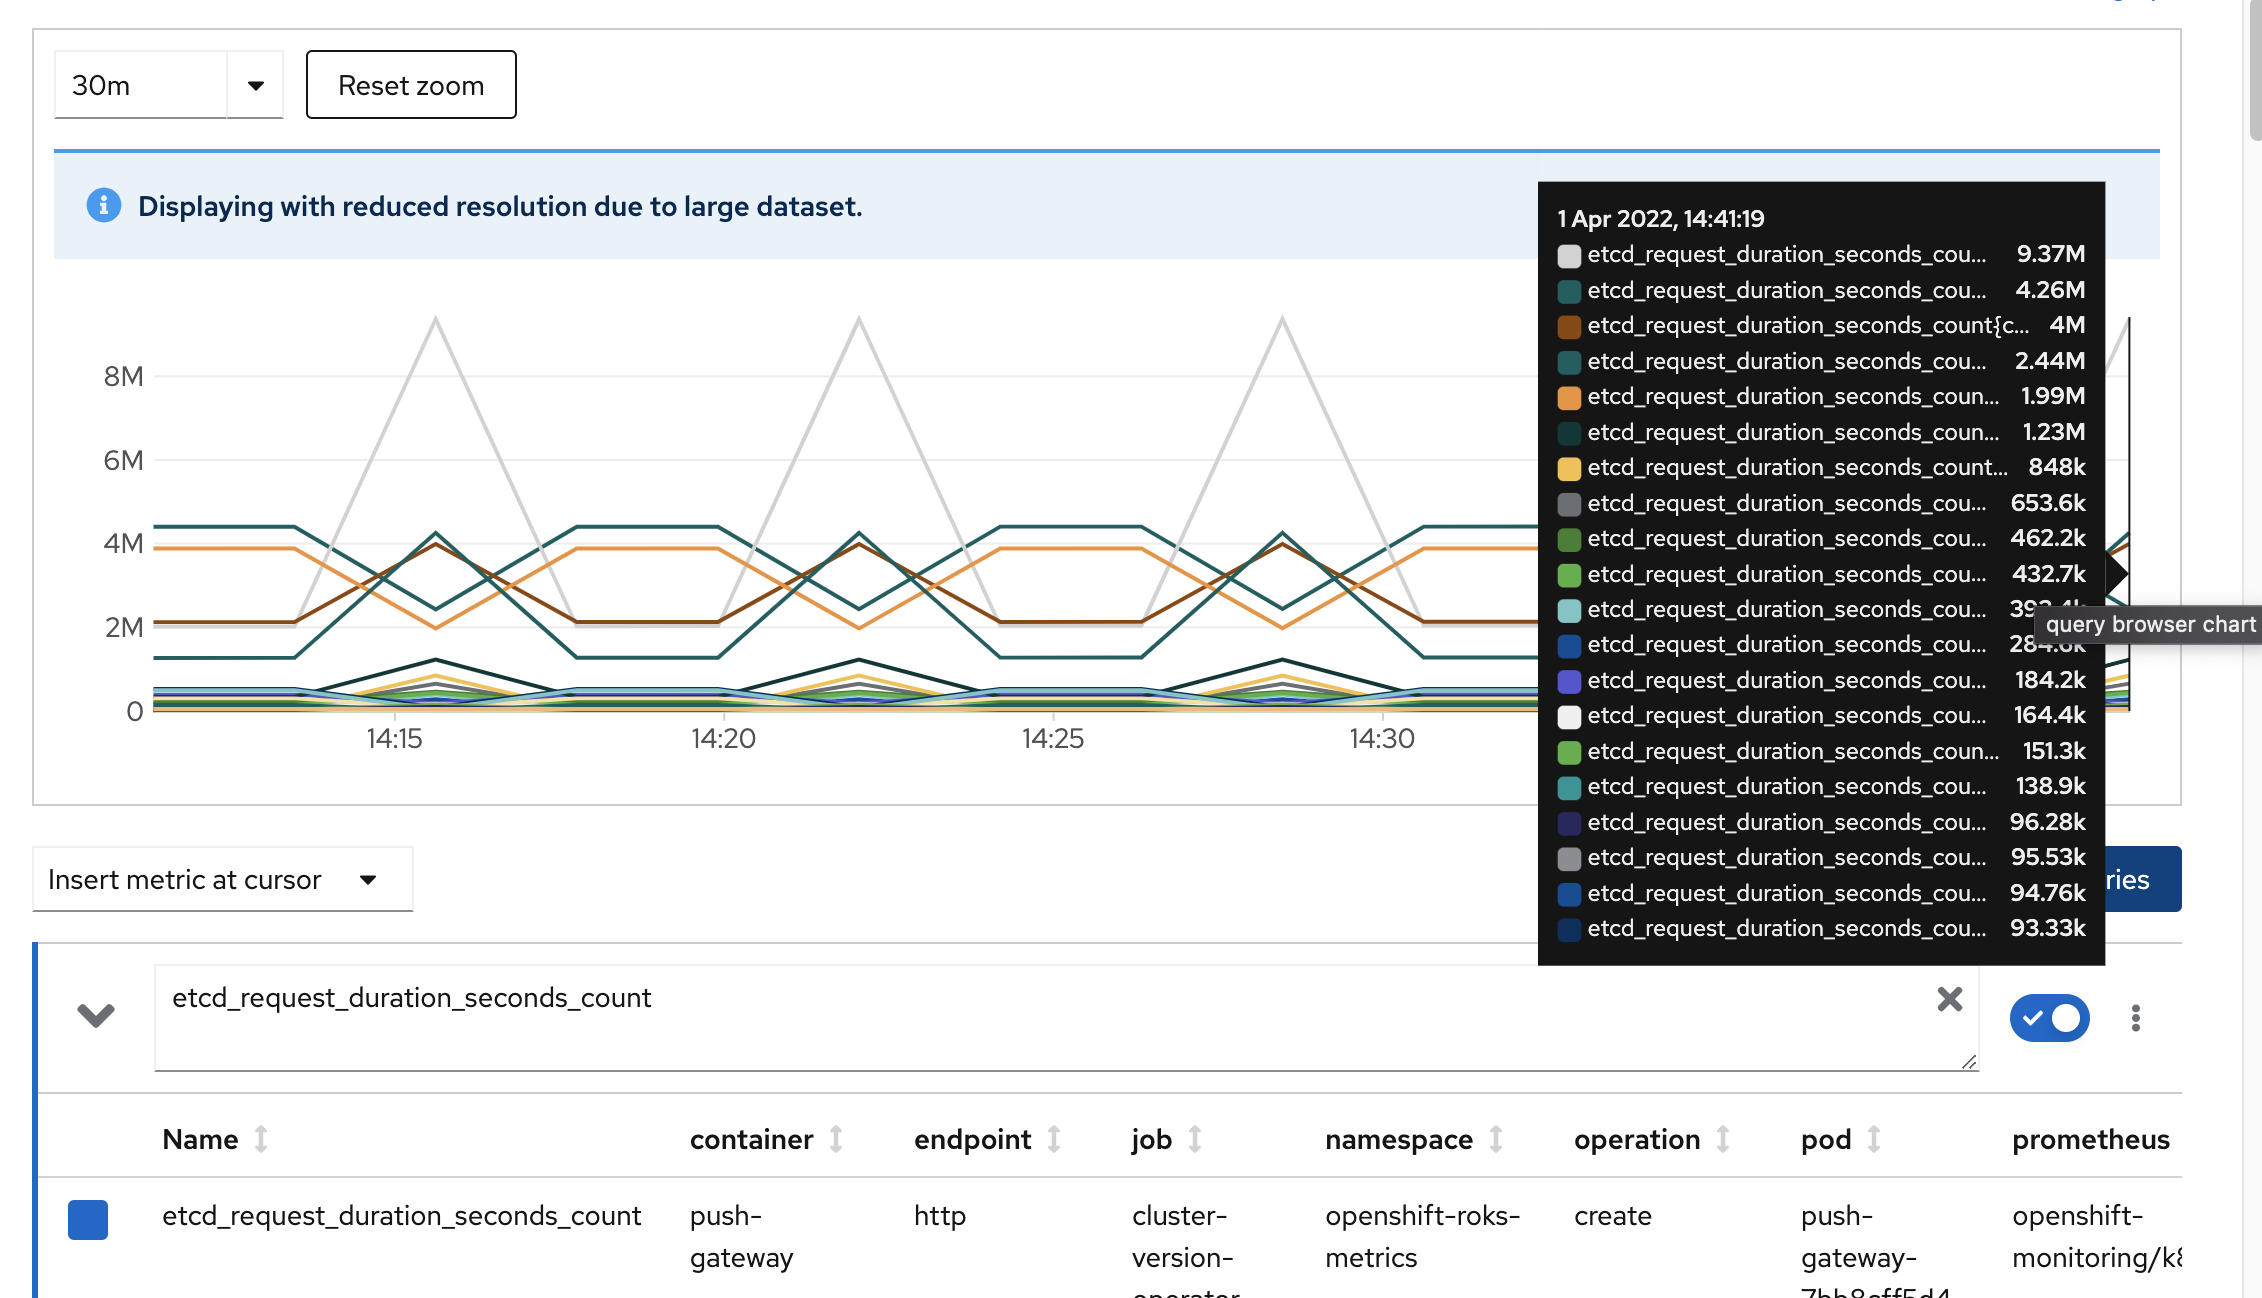 30m
Reset zoom
Displaying with reduced resolution due to large dataset.
1 Apr 2022, 14:41:19
etcd_request_duration_seconds_cou... 9.37M
etcd_request_duration_seconds_cou... 4.26M
etcd_request_duration_seconds_count{c... 4M
etcd_request_duration_seconds_cou... 2.44M
etcd_request_duration_seconds_coun... 1.99M
etcd_request_duration_seconds_coun... 1.23M
etcd_request_duration_seconds_count... 848k
etcd_request_duration_seconds_cou... 653.6k
etcd_request_duration_seconds_cou... 462.2k
etcd_request_duration_seconds_cou... 432.7k
etcd_request_duration_seconds_cou...
etcd_request_duration_seconds_cou...
etcd_request_duration_seconds_cou... 184.2k
etcd_request_duration_seconds_cou... 164.4k
etcd_request_duration_seconds_coun... 151.3k
etcd_request_duration_seconds_cou... 138.9k
etcd_request_duration_seconds_cou... 96.28k
etcd_request_duration_seconds_cou... 95.53k
etcd_request_duration_seconds_cou... 94.76k
etcd_request_duration_seconds_cou... 93.33k
query browser chart
8M
6M
4M
2M
0
14:15 14:20 14:25 14:30
Insert metric at cursor
ries
etcd_request_duration_seconds_count
Name container endpoint job namespace operation pod prometheus
etcd_request_duration_seconds_count push- http cluster- openshift-roks- create push- openshift-
gateway version- metrics gateway- monitoring/k8